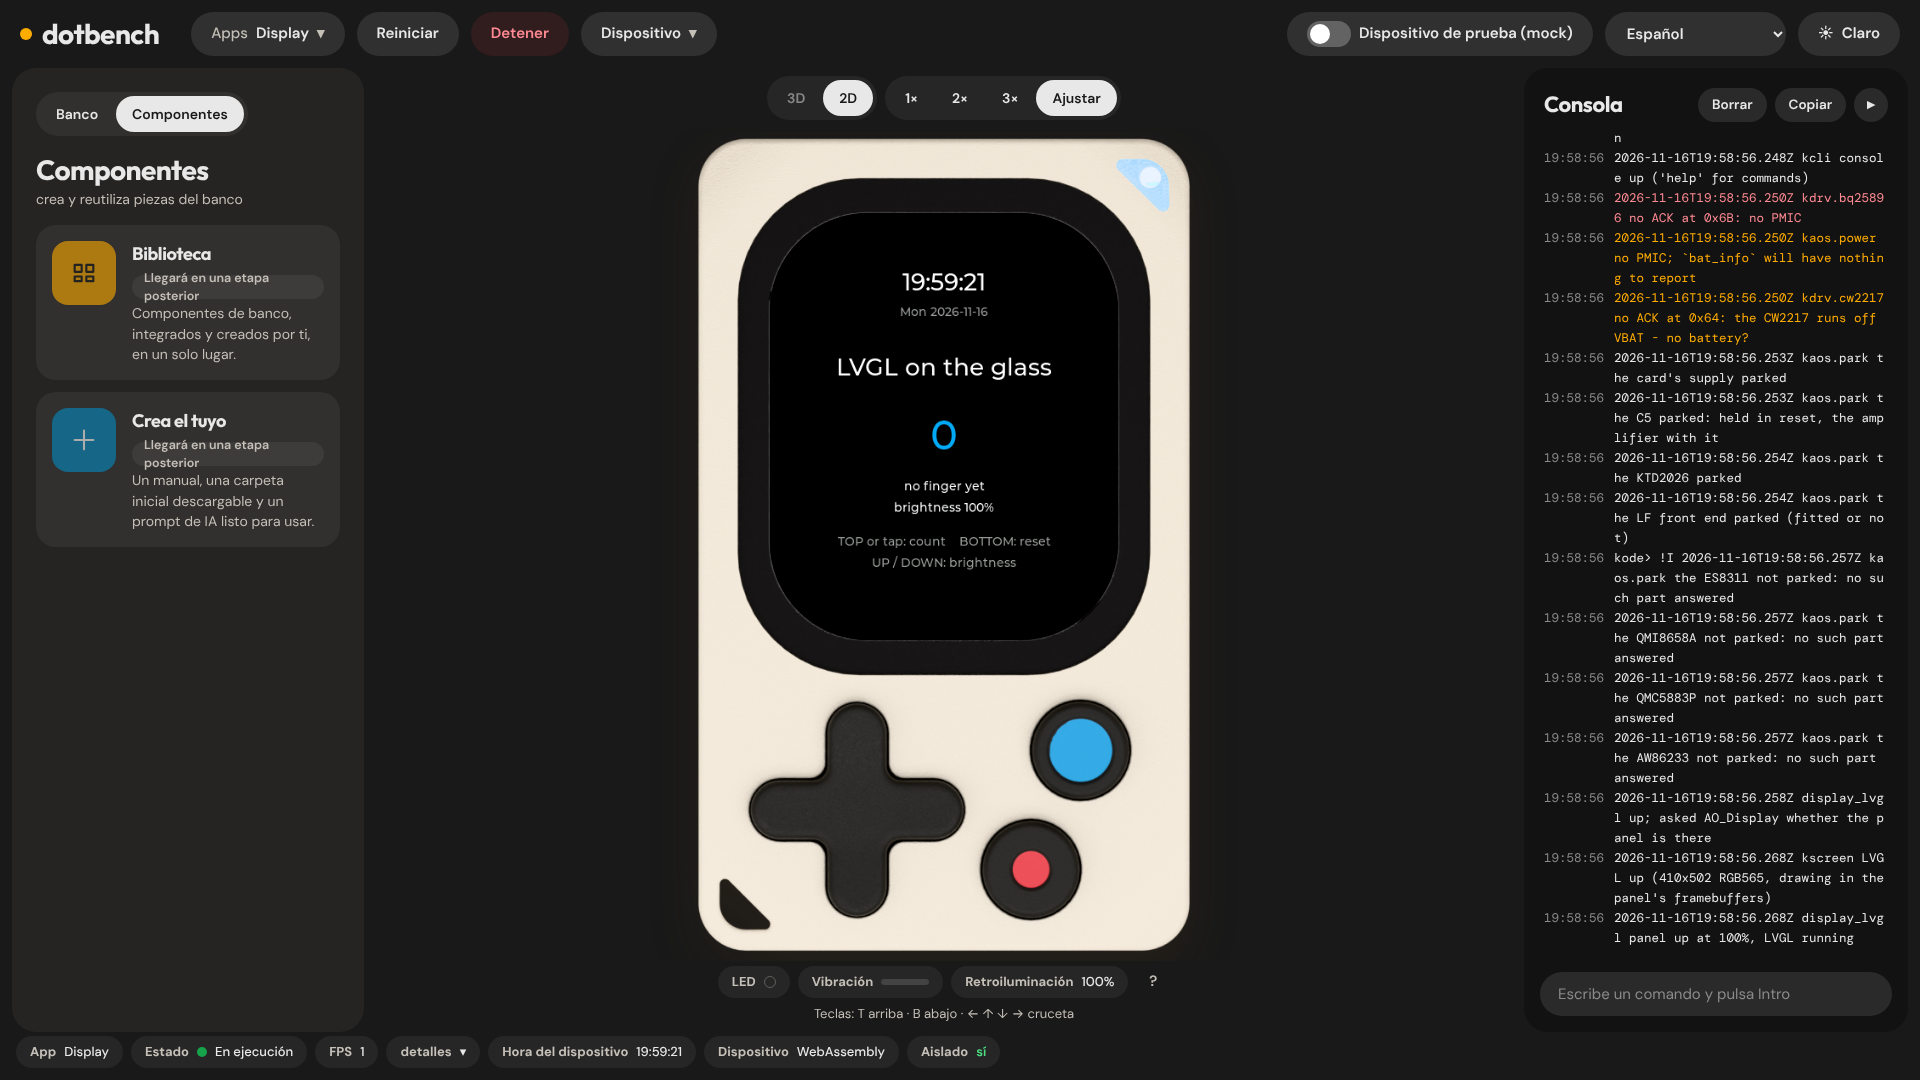 dotbench
Apps Display ▾
Reiniciar
Detener
Dispositivo ▾
Dispositivo de prueba (mock)
Español
Claro
Banco
Componentes
Componentes
crea y reutiliza piezas del banco
Biblioteca
Llegará en una etapa
posterior
Componentes de banco,
integrados y creados por ti,
en un solo lugar.
Crea el tuyo
Llegará en una etapa
posterior
Un manual, una carpeta
inicial descargable y un
prompt de IA listo para usar.
3D
2D
1×
2×
3×
Ajustar
19:59:21
Mon 2026-11-16
LVGL on the glass
0
no finger yet
brightness 100%
TOP or tap: count BOTTOM: reset
UP / DOWN: brightness
LED
Vibración
Retroiluminación 100%
?
Teclas: T arriba · B abajo · ← ↑ ↓ → cruceta
Consola
Borrar
Copiar
n
19:58:56 2026-11-16T19:58:56.248Z kcli consol
e up ('help' for commands)
19:58:56 2026-11-16T19:58:56.250Z kdrv.bq2589
6 no ACK at 0x6B: no PMIC
19:58:56 2026-11-16T19:58:56.250Z kaos.power
no PMIC; `bat_info` will have nothin
g to report
19:58:56 2026-11-16T19:58:56.250Z kdrv.cw2217
no ACK at 0x64: the CW2217 runs off
VBAT - no battery?
19:58:56 2026-11-16T19:58:56.253Z kaos.park t
he card's supply parked
19:58:56 2026-11-16T19:58:56.253Z kaos.park t
he C5 parked: held in reset, the amp
lifier with it
19:58:56 2026-11-16T19:58:56.254Z kaos.park t
he KTD2026 parked
19:58:56 2026-11-16T19:58:56.254Z kaos.park t
he LF front end parked (fitted or no
t)
19:58:56 kode> !I 2026-11-16T19:58:56.257Z ka
os.park the ES8311 not parked: no su
ch part answered
19:58:56 2026-11-16T19:58:56.257Z kaos.park t
he QMI8658A not parked: no such part
answered
19:58:56 2026-11-16T19:58:56.257Z kaos.park t
he QMC5883P not parked: no such part
answered
19:58:56 2026-11-16T19:58:56.257Z kaos.park t
he AW86233 not parked: no such part
answered
19:58:56 2026-11-16T19:58:56.258Z display_lvg
l up; asked AO_Display whether the p
anel is there
19:58:56 2026-11-16T19:58:56.268Z kscreen LVG
L up (410x502 RGB565, drawing in the
panel's framebuffers)
19:58:56 2026-11-16T19:58:56.268Z display_lvg
l panel up at 100%, LVGL running
Escribe un comando y pulsa Intro
App Display
Estado En ejecución
FPS 1
detalles ▾
Hora del dispositivo 19:59:21
Dispositivo WebAssembly
Aislado sí